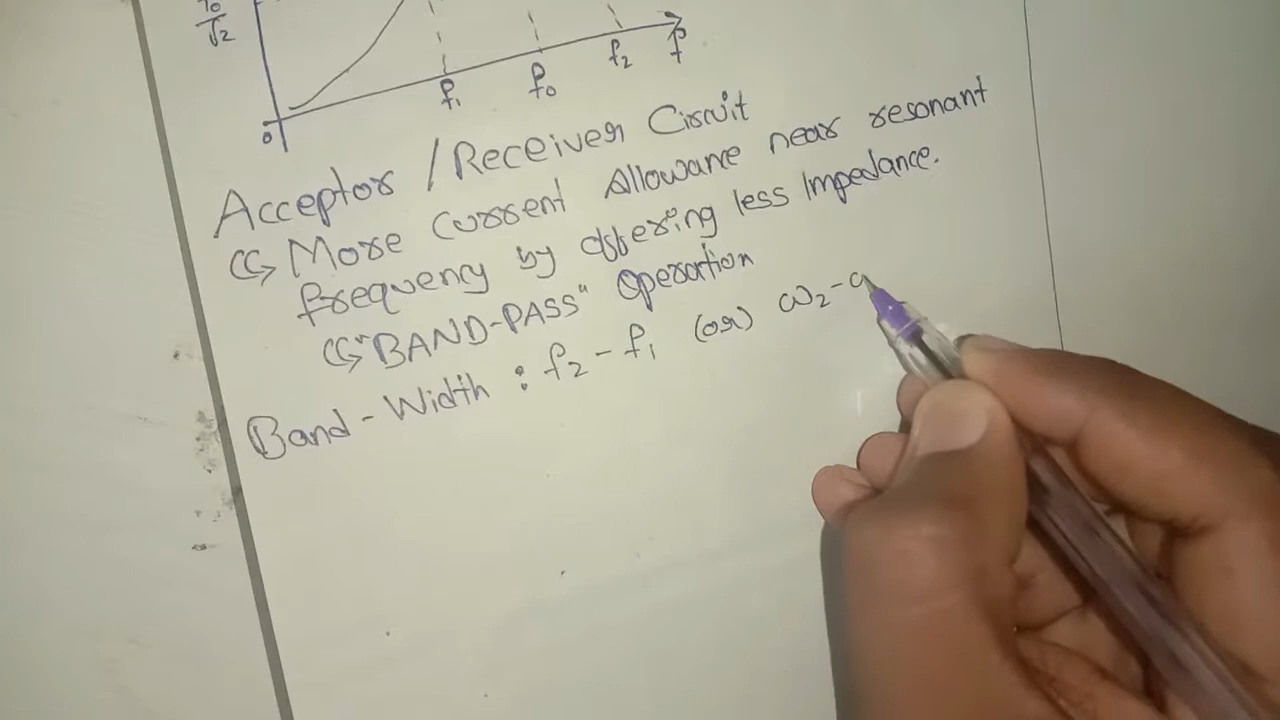 I₀/√2
0 f₁ f₀ f₂ f
Acceptor / Receiver Circuit
↳ More Current Allowance near resonant
frequency by offering less Impedance.
↳ "BAND-PASS" Operation
Band-Width : f₂ - f₁ (or) ω₂ -